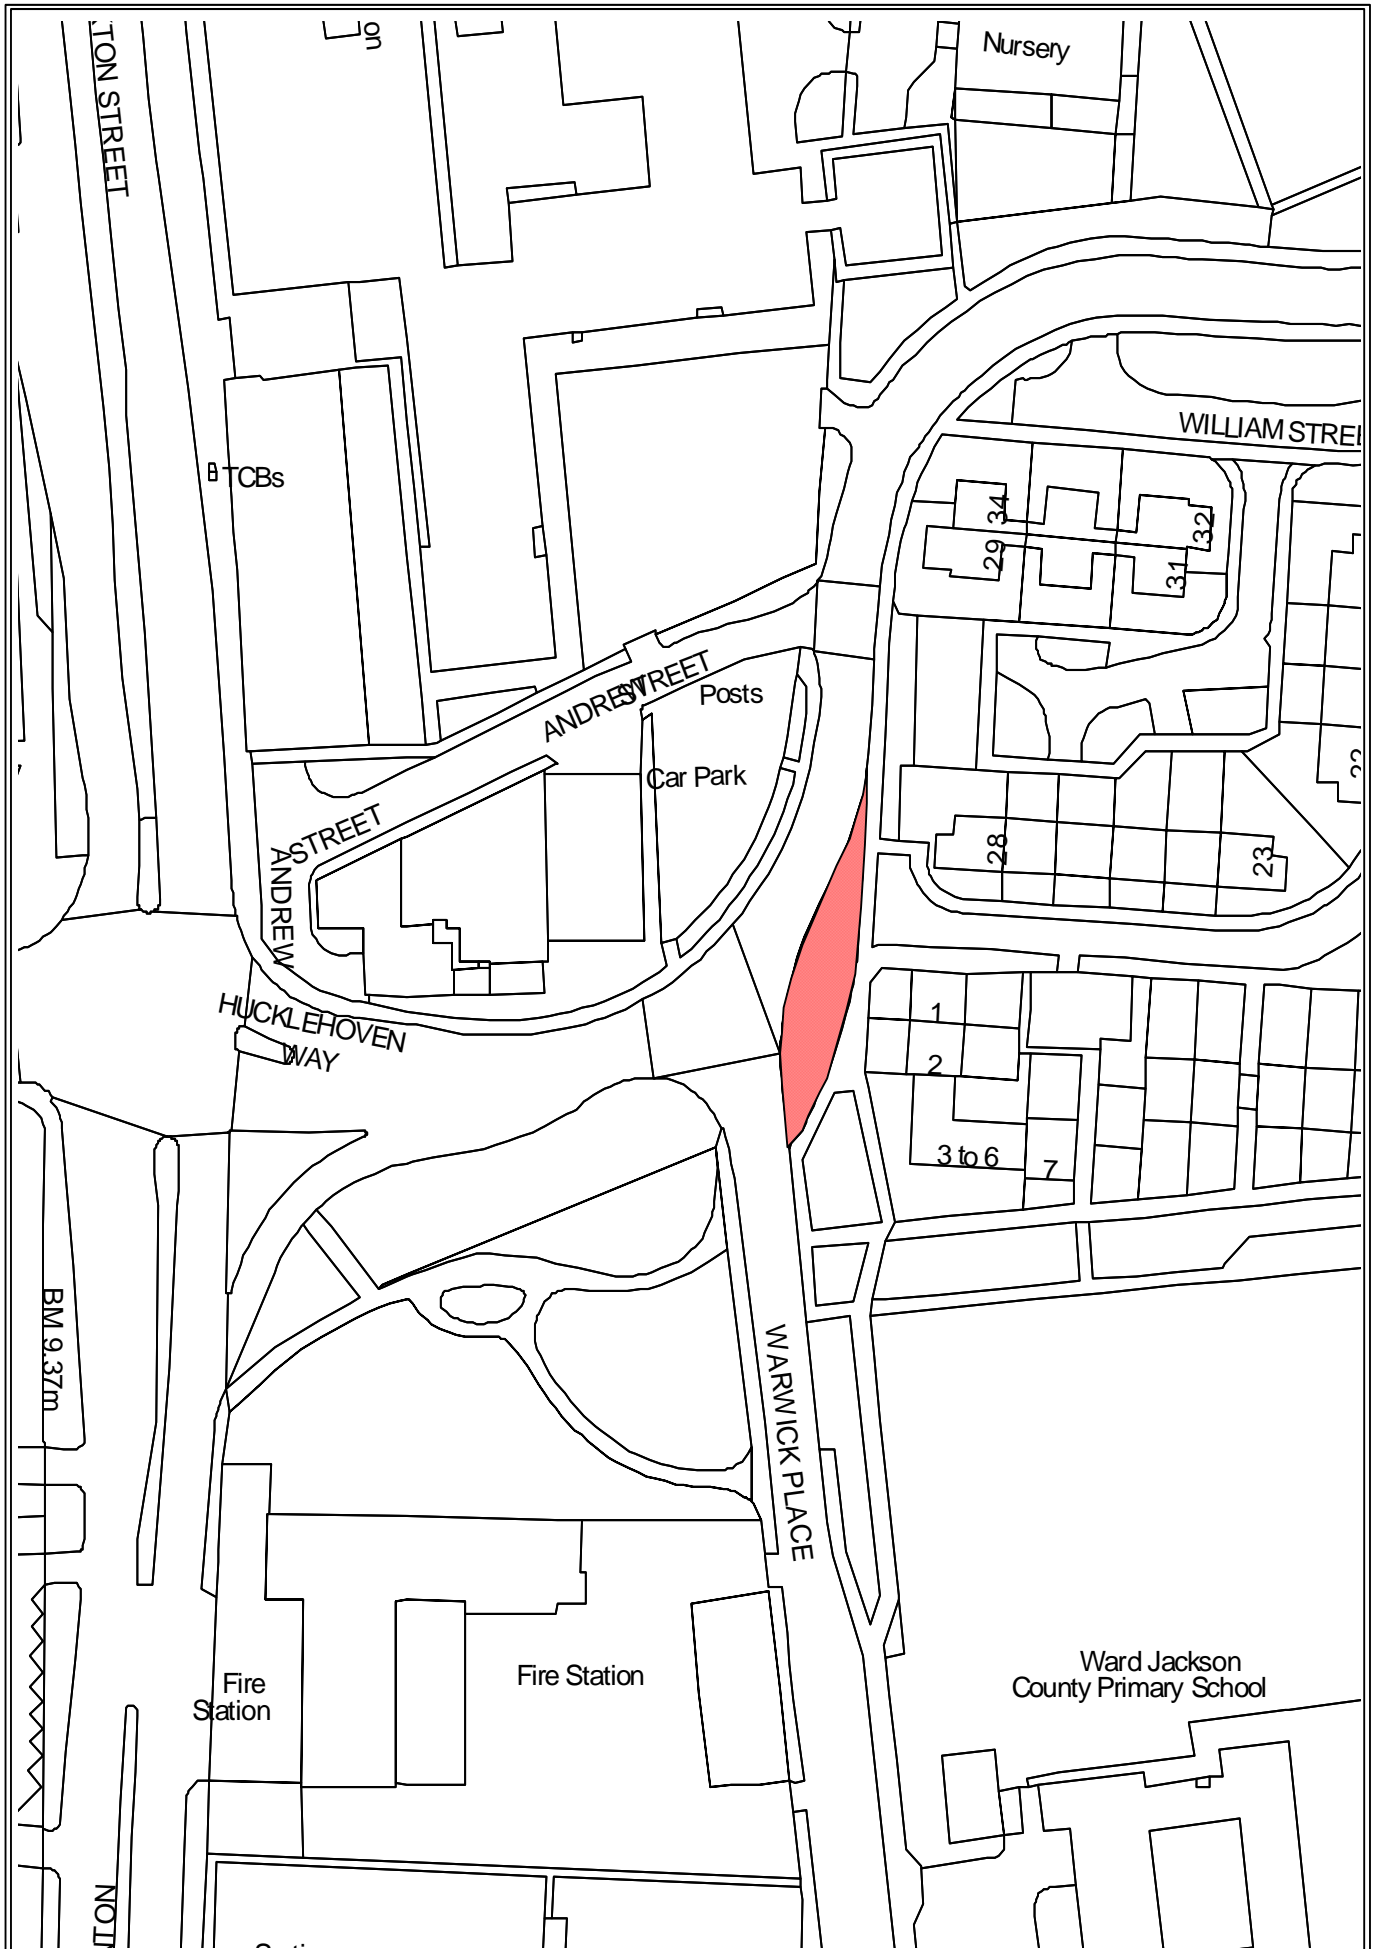 TON STREET
on
Nursery
WILLIAM STREE
TCBs
34
32
29
31
ANDREW STREET
Posts
Car Park
22
ANDREW STREET
28
23
HUCKLEHOVEN
WAY
1
2
3 to 6
7
BM 9.37m
WARWICK PLACE
Fire
Station
Fire Station
Ward Jackson
County Primary School